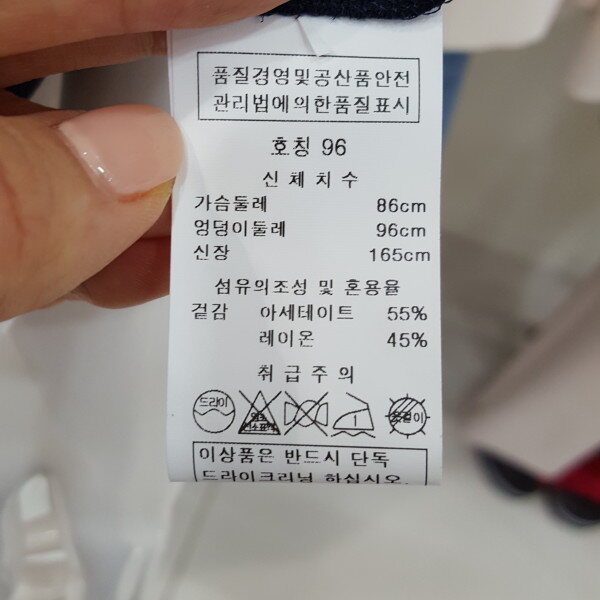 품질경영및공산품안전
관리법에의한품질표시
호칭 96
신체치수
가슴둘레 86cm
엉덩이둘레 96cm
신장 165cm
섬유의조성 및 혼용율
겉감 아세테이트 55%
레이온 45%
취급주의
드라이
1
옷걸이
이상품은 반드시 단독
드라이크리닝 하십시오.